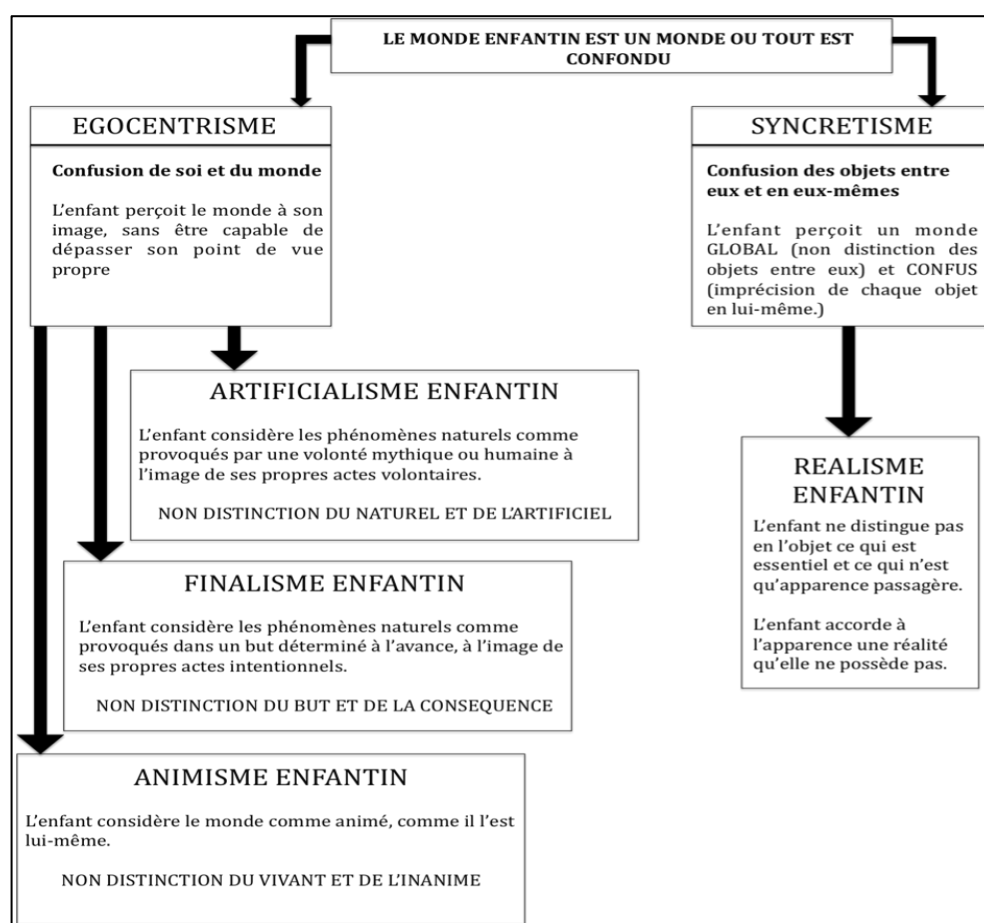 LE MONDE ENFANTIN EST UN MONDE OU TOUT EST
CONFONDU
EGOCENTRISME
Confusion de soi et du monde
L'enfant perçoit le monde à son
image, sans être capable de
dépasser son point de vue
propre
SYNCRETISME
Confusion des objets entre
eux et en eux-mêmes
L'enfant perçoit un monde
GLOBAL (non distinction des
objets entre eux) et CONFUS
(imprécision de chaque objet
en lui-même.)
ARTIFICIALISME ENFANTIN
L'enfant considère les phénomènes naturels comme
provoqués par une volonté mythique ou humaine à
l'image de ses propres actes volontaires.
NON DISTINCTION DU NATUREL ET DE L'ARTIFICIEL
REALISME
ENFANTIN
L'enfant ne distingue pas
en l'objet ce qui est
essentiel et ce qui n'est
qu'apparence passagère.
L'enfant accorde à
l'apparence une réalité
qu'elle ne possède pas.
FINALISME ENFANTIN
L'enfant considère les phénomènes naturels comme
provoqués dans un but déterminé à l'avance, à l'image de
ses propres actes intentionnels.
NON DISTINCTION DU BUT ET DE LA CONSEQUENCE
ANIMISME ENFANTIN
L'enfant considère le monde comme animé, comme il l'est
lui-même.
NON DISTINCTION DU VIVANT ET DE L'INANIME